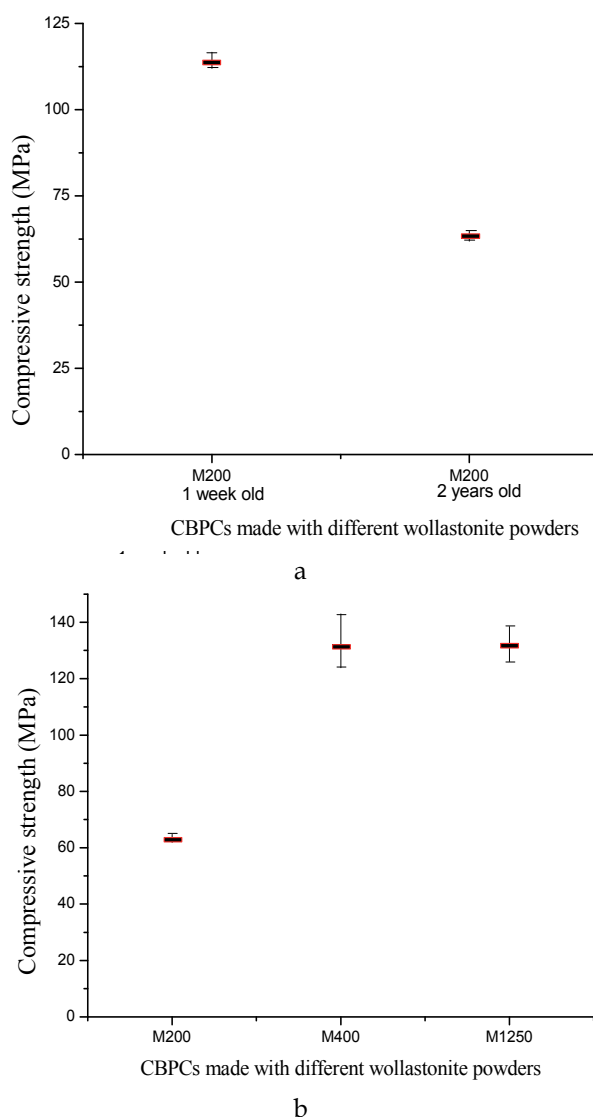 125
100
75
50
25
0
Compressive strength (MPa)
M200 M200
1 week old 2 years old
CBPCs made with different wollastonite powders
a
140
120
100
80
60
40
20
0
Compressive strength (MPa)
M200 M400 M1250
CBPCs made with different wollastonite powders
b